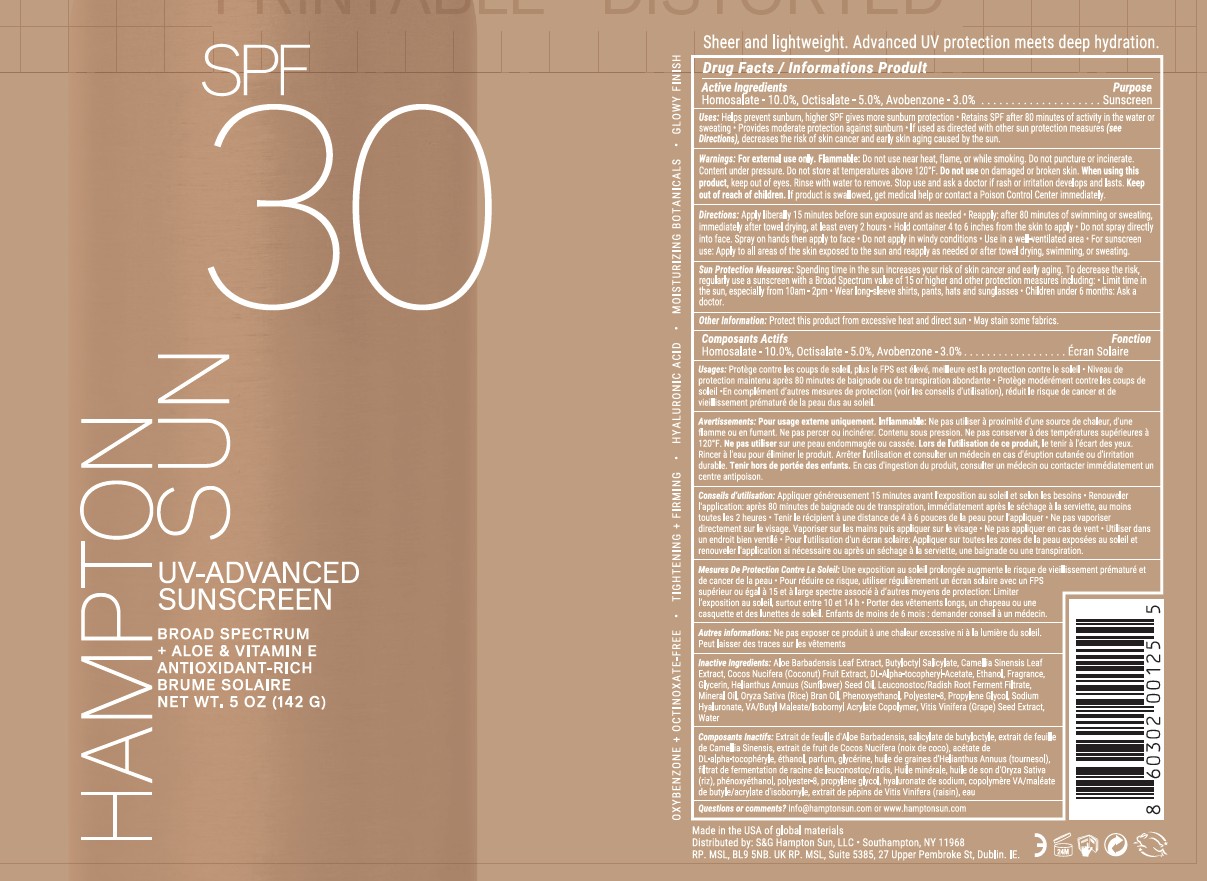 PRINTABLE DISTORTED
SPF
30
HAMPTON
SUN
UV-ADVANCED
SUNSCREEN
BROAD SPECTRUM
+ ALOE & VITAMIN E
ANTIOXIDANT-RICH
BRUME SOLAIRE
NET WT. 5 OZ (142 G)
OXYBENZONE + OCTINOXATE-FREE • TIGHTENING + FIRMING • HYALURONIC ACID • MOISTURIZING BOTANICALS • GLOWY FINISH
Sheer and lightweight. Advanced UV protection meets deep hydration.
Drug Facts / Informations Prodult
Active Ingredients Purpose
Homosalate - 10.0%, Octisalate - 5.0%, Avobenzone - 3.0% . . . . . . . . . . . . . . . . . . . . Sunscreen
Uses: Helps prevent sunburn, higher SPF gives more sunburn protection • Retains SPF after 80 minutes of activity in the water or
sweating • Provides moderate protection against sunburn • If used as directed with other sun protection measures (see
Directions), decreases the risk of skin cancer and early skin aging caused by the sun.
Warnings: For external use only. Flammable: Do not use near heat, flame, or while smoking. Do not puncture or incinerate.
Content under pressure. Do not store at temperatures above 120°F. Do not use on damaged or broken skin. When using this
product, keep out of eyes. Rinse with water to remove. Stop use and ask a doctor if rash or irritation develops and lasts. Keep
out of reach of children. If product is swallowed, get medical help or contact a Poison Control Center immediately.
Directions: Apply liberally 15 minutes before sun exposure and as needed • Reapply: after 80 minutes of swimming or sweating,
immediately after towel drying, at least every 2 hours • Hold container 4 to 6 inches from the skin to apply • Do not spray directly
into face. Spray on hands then apply to face • Do not apply in windy conditions • Use in a well-ventilated area • For sunscreen
use: Apply to all areas of the skin exposed to the sun and reapply as needed or after towel drying, swimming, or sweating.
Sun Protection Measures: Spending time in the sun increases your risk of skin cancer and early aging. To decrease the risk,
regularly use a sunscreen with a Broad Spectrum value of 15 or higher and other protection measures including: • Limit time in
the sun, especially from 10am - 2pm • Wear long-sleeve shirts, pants, hats and sunglasses • Children under 6 months: Ask a
doctor.
Other Information: Protect this product from excessive heat and direct sun • May stain some fabrics.
Composants Actifs Fonction
Homosalate - 10.0%, Octisalate - 5.0%, Avobenzone - 3.0% . . . . . . . . . . . . . . . . . Écran Solaire
Usages: Protège contre les coups de soleil, plus le FPS est élevé, meilleure est la protection contre le soleil • Niveau de
protection maintenu après 80 minutes de baignade ou de transpiration abondante • Protège modérément contre les coups de
soleil •En complément d'autres mesures de protection (voir les conseils d'utilisation), réduit le risque de cancer et de
vieillissement prématuré de la peau dus au soleil.
Avertissements: Pour usage externe uniquement. Inflammable: Ne pas utiliser à proximité d'une source de chaleur, d'une
flamme ou en fumant. Ne pas percer ou incinérer. Contenu sous pression. Ne pas conserver à des températures supérieures à
120°F. Ne pas utiliser sur une peau endommagée ou cassée. Lors de l'utilisation de ce produit, le tenir à l'écart des yeux.
Rincer à l'eau pour éliminer le produit. Arrêter l'utilisation et consulter un médecin en cas d'éruption cutanée ou d'irritation
durable. Tenir hors de portée des enfants. En cas d'ingestion du produit, consulter un médecin ou contacter immédiatement un
centre antipoison.
Conseils d'utilisation: Appliquer généreusement 15 minutes avant l'exposition au soleil et selon les besoins • Renouveler
l'application: après 80 minutes de baignade ou de transpiration, immédiatement après le séchage à la serviette, au moins
toutes les 2 heures • Tenir le récipient à une distance de 4 à 6 pouces de la peau pour l'appliquer • Ne pas vaporiser
directement sur le visage. Vaporiser sur les mains puis appliquer sur le visage • Ne pas appliquer en cas de vent • Utiliser dans
un endroit bien ventilé • Pour l'utilisation d'un écran solaire: Appliquer sur toutes les zones de la peau exposées au soleil et
renouveler l'application si nécessaire ou après un séchage à la serviette, une baignade ou une transpiration.
Mesures De Protection Contre Le Soleil: Une exposition au soleil prolongée augmente le risque de vieillissement prématuré et
de cancer de la peau • Pour réduire ce risque, utiliser régulièrement un écran solaire avec un FPS
supérieur ou égal à 15 et à large spectre associé à d'autres moyens de protection: Limiter
l'exposition au soleil, surtout entre 10 et 14 h • Porter des vêtements longs, un chapeau ou une
casquette et des lunettes de soleil. Enfants de moins de 6 mois : demander conseil à un médecin.
Autres informations: Ne pas exposer ce produit à une chaleur excessive ni à la lumière du soleil.
Peut laisser des traces sur les vêtements
Inactive Ingredients: Aloe Barbadensis Leaf Extract, Butyloctyl Salicylate, Camellia Sinensis Leaf
Extract, Cocos Nucifera (Coconut) Fruit Extract, DL-Alpha-tocopheryl-Acetate, Ethanol, Fragrance,
Glycerin, Helianthus Annuus (Sunflower) Seed Oil, Leuconostoc/Radish Root Ferment Filtrate,
Mineral Oil, Oryza Sativa (Rice) Bran Oil, Phenoxyethanol, Polyester-8, Propylene Glycol, Sodium
Hyaluronate, VA/Butyl Maleate/Isobornyl Acrylate Copolymer, Vitis Vinifera (Grape) Seed Extract,
Water
Composants Inactifs: Extrait de feuille d'Aloe Barbadensis, salicylate de butyloctyle, extrait de feuille
de Camellia Sinensis, extrait de fruit de Cocos Nucifera (noix de coco), acétate de
DL-alpha-tocophéryle, éthanol, parfum, glycérine, huile de graines d'Helianthus Annuus (tournesol),
filtrat de fermentation de racine de leuconostoc/radis, Huile minérale, huile de son d'Oryza Sativa
(riz), phénoxyéthanol, polyester-8, propylène glycol, hyaluronate de sodium, copolymère VA/maléate
de butyle/acrylate d'isobornyle, extrait de pépins de Vitis Vinifera (raisin), eau
Questions or comments? info@hamptonsun.com or www.hamptonsun.com
8 60302 00125 5
Made in the USA of global materials
Distributed by: S&G Hampton Sun, LLC • Southampton, NY 11968
RP. MSL, BL9 5NB. UK RP. MSL, Suite 5385, 27 Upper Pembroke St, Dublin. IE.
24M